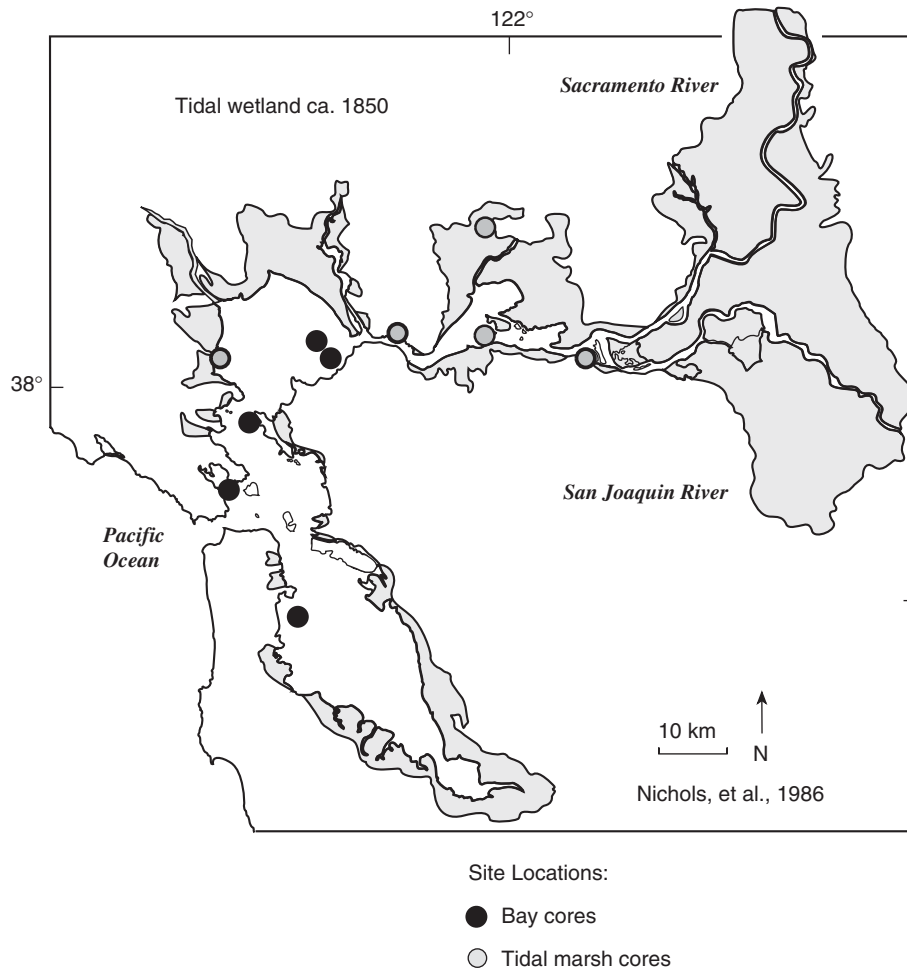 122°
Sacramento River
Tidal wetland ca. 1850
38°
San Joaquin River
Pacific
Ocean
10 km
N
Nichols, et al., 1986
Site Locations:
Bay cores
Tidal marsh cores